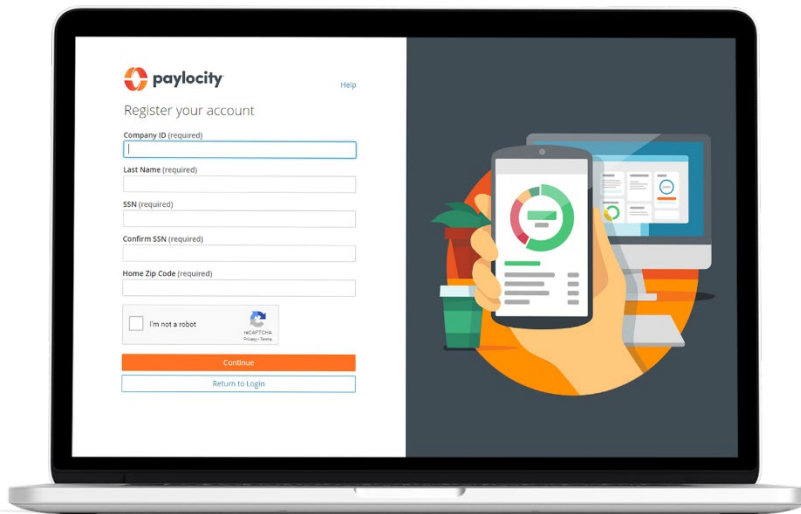 paylocity
Help
Register your account
Company ID (required)
Last Name (required)
SSN (required)
Confirm SSN (required)
Home Zip Code (required)
I'm not a robot
reCAPTCHA
Privacy - Terms
Continue
Return to Login